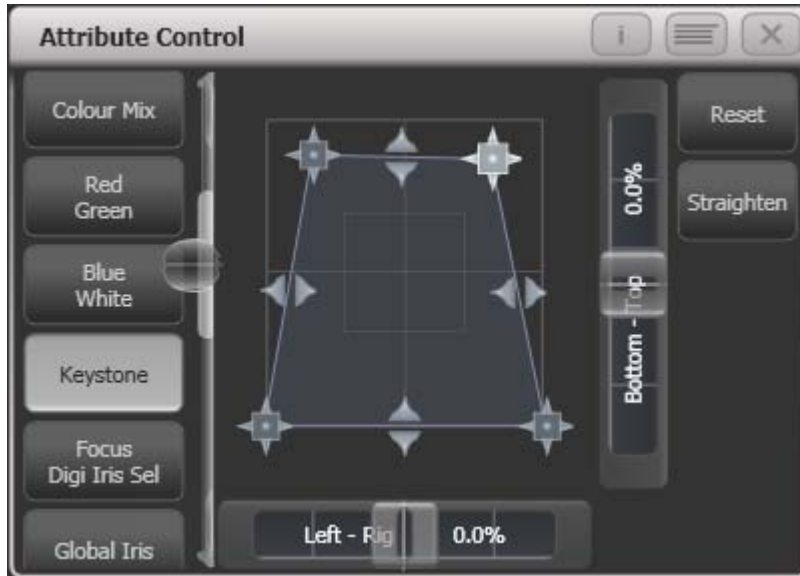 Attribute Control
i
Colour Mix
Red
Green
Blue
White
Keystone
Focus
Digi Iris Sel
Global Iris
Reset
Straighten
0.0%
Bottom - Top
Left - Rig
0.0%